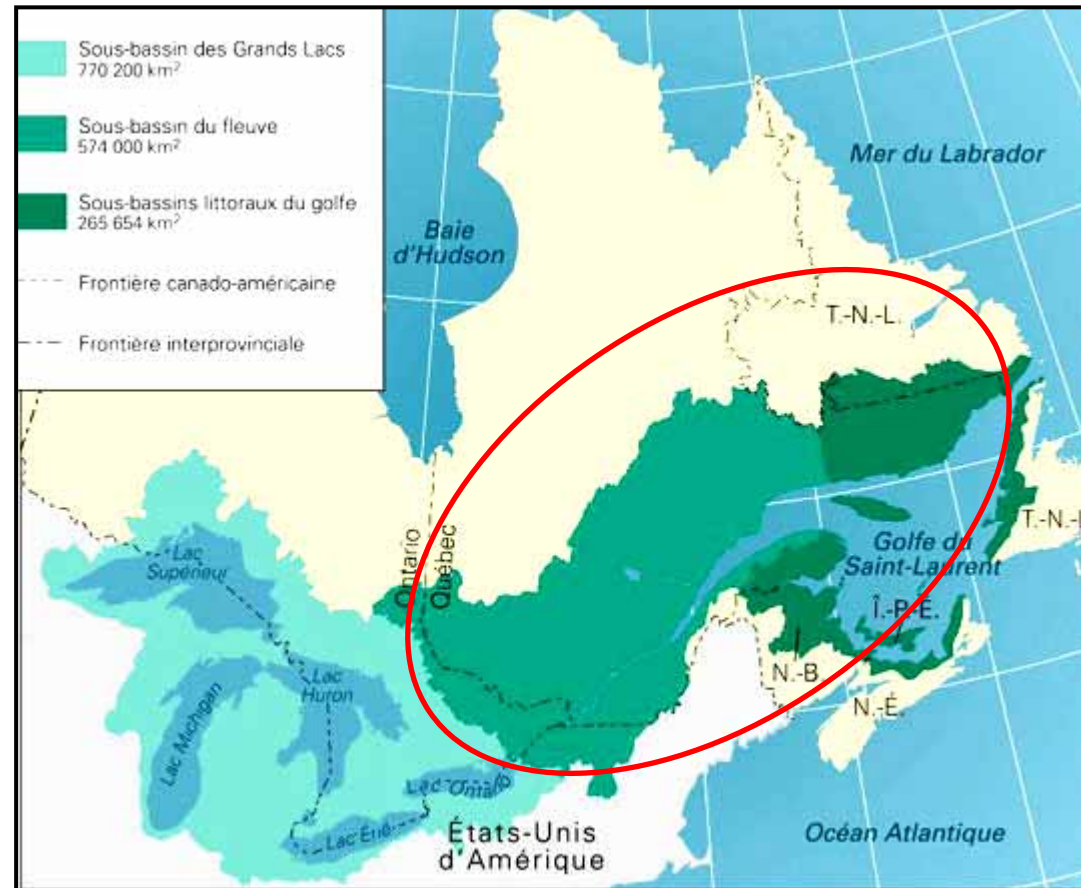 Sous-bassin des Grands Lacs
770 200 km²
Sous-bassin du fleuve
574 000 km²
Sous-bassins littoraux du golfe
265 654 km²
Frontière canado-américaine
Frontière interprovinciale
Mer du Labrador
Baie
d'Hudson
T.-N.-L.
Ontario
Québec
T.-N.-L
Golfe du
Saint-Laurent
Î.-P.-É.
N.-B.
N.-É.
Lac
Supérieur
Lac
Huron
Lac Michigan
Lac Ontario
Lac Érié
États-Unis
d'Amérique
Océan Atlantique